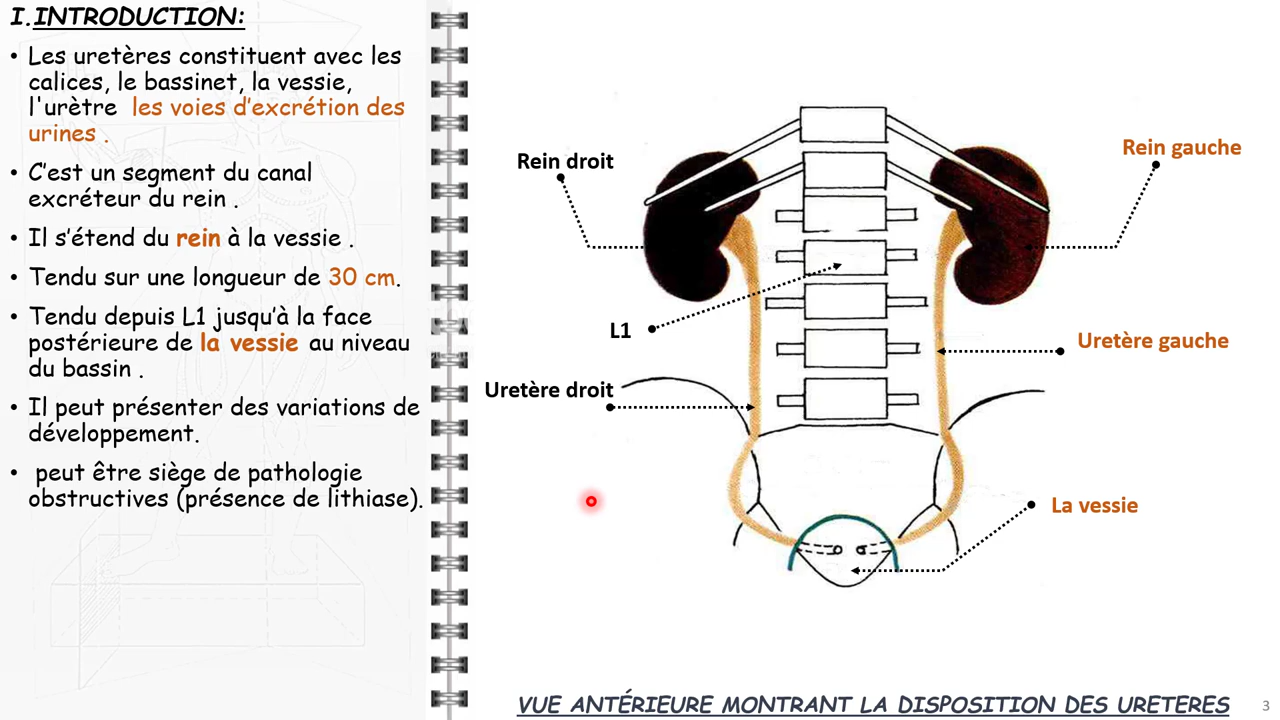 I. INTRODUCTION:
• Les uretères constituent avec les
calices, le bassinet, la vessie,
l'urètre les voies d'excrétion des
urines .
• C'est un segment du canal
excréteur du rein .
• Il s'étend du rein à la vessie .
• Tendu sur une longueur de 30 cm.
• Tendu depuis L1 jusqu'à la face
postérieure de la vessie au niveau
du bassin .
• Il peut présenter des variations de
développement.
• peut être siège de pathologie
obstructives (présence de lithiase).
Rein droit
Rein gauche
L1
Uretère gauche
Uretère droit
La vessie
VUE ANTÉRIEURE MONTRANT LA DISPOSITION DES URETERES
3